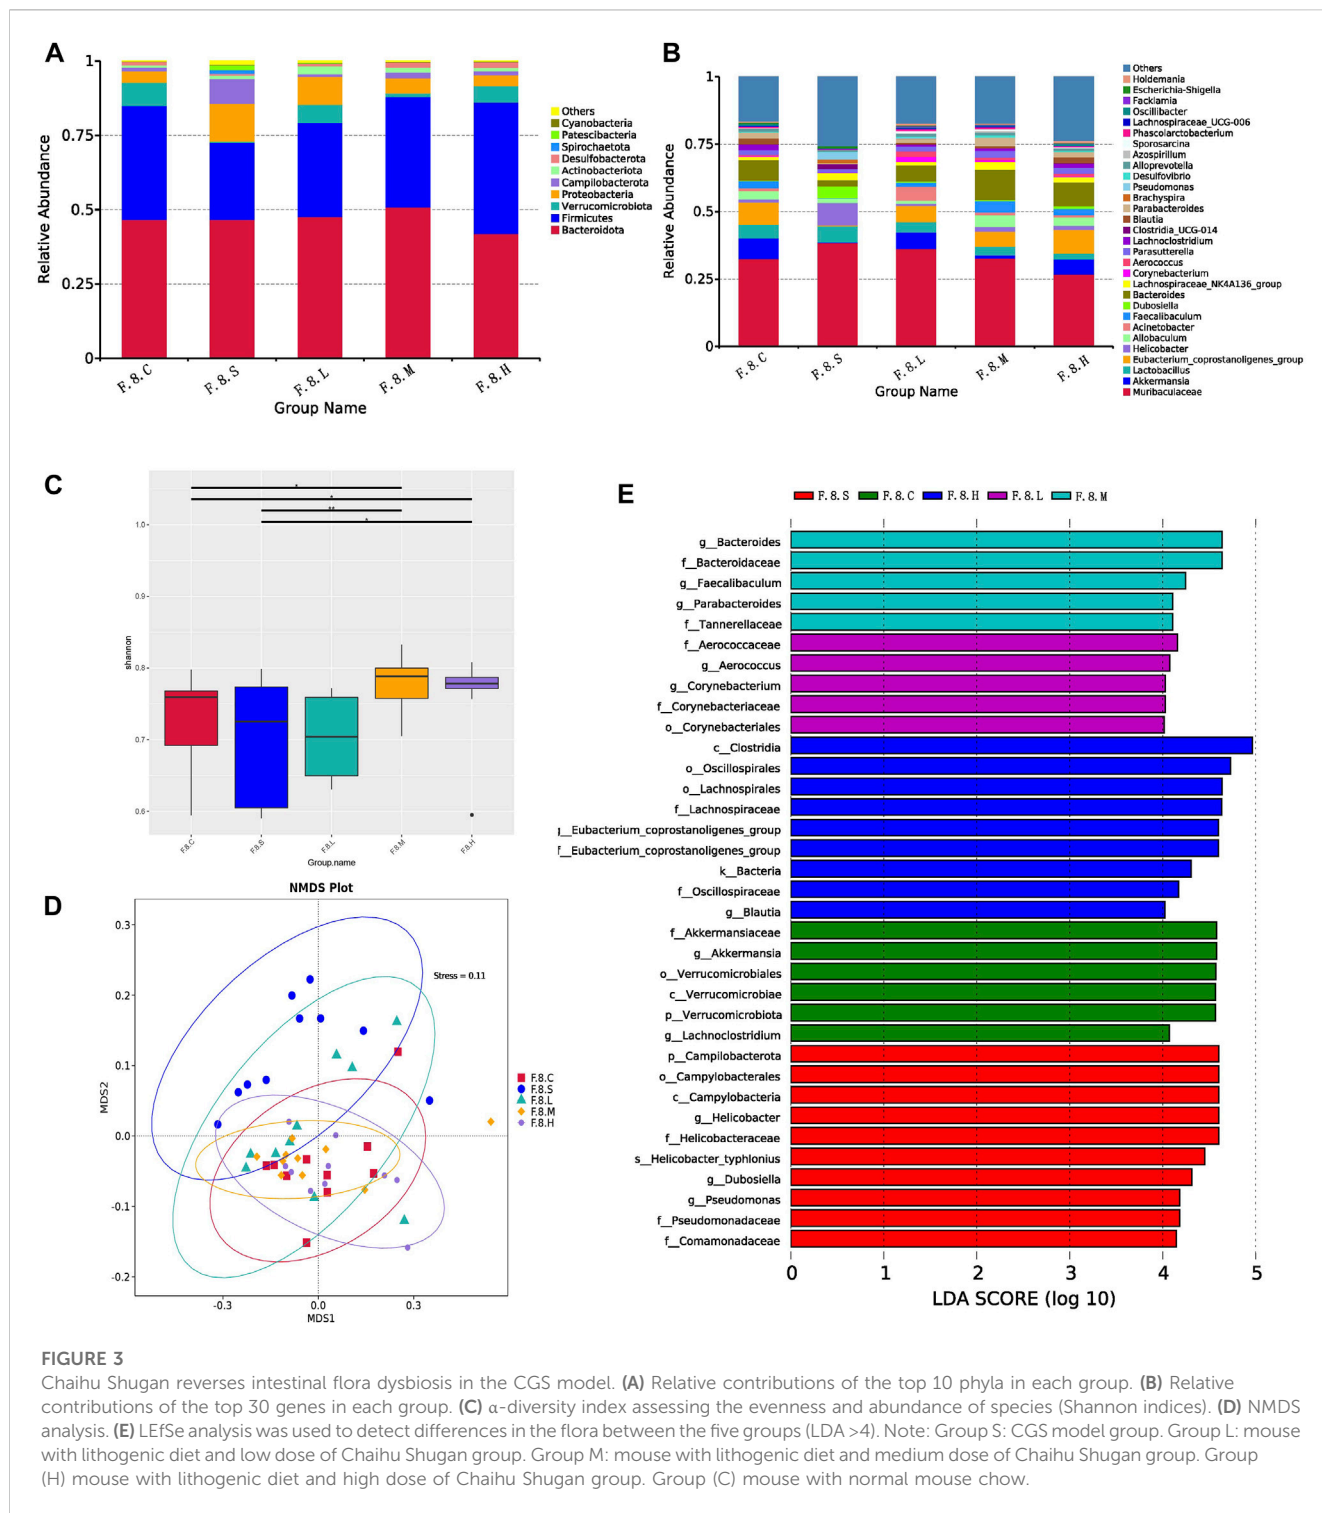 A
1
0.75
0.5
0.25
0
Relative Abundance
F.8.C
F.8.S
F.8.L
F.8.M
F.8.H
Group Name
Others
Cyanobacteria
Patescibacteria
Spirochaetota
Desulfobacterota
Actinobacteriota
Campilobacterota
Proteobacteria
Verrucomicrobiota
Firmicutes
Bacteroidota
B
1
0.75
0.5
0.25
0
Relative Abundance
F.8.C
F.8.S
F.8.L
F.8.M
F.8.H
Group Name
Others
Holdemania
Escherichia-Shigella
Facklamia
Oscillibacter
Lachnospiraceae_UCG-006
Phascolarctobacterium
Sporosarcina
Azospirillum
Alloprevotella
Desulfovibrio
Pseudomonas
Brachyspira
Parabacteroides
Blautia
Clostridia_UCG-014
Lachnoclostridium
Parasutterella
Aerococcus
Corynebacterium
Lachnospiraceae_NK4A136_group
Bacteroides
Dubosiella
Faecalibaculum
Acinetobacter
Allobaculum
Helicobacter
Eubacterium_coprostanoligenes_group
Lactobacillus
Akkermansia
Muribaculaceae
C
*
*
**
*
1.0
0.9
0.8
0.7
0.6
shannon
F.8.C
F.8.S
F.8.L
F.8.M
F.8.H
Group.name
D
NMDS Plot
Stress = 0.11
0.3
0.2
0.1
0.0
-0.1
-0.2
MDS2
-0.3
0.0
0.3
MDS1
F.8.C
F.8.S
F.8.L
F.8.M
F.8.H
E
F.8.S F.8.C F.8.H F.8.L F.8.M
g__Bacteroides
f__Bacteroidaceae
g__Faecalibaculum
g__Parabacteroides
f__Tannerellaceae
f__Aerococcaceae
g__Aerococcus
g__Corynebacterium
f__Corynebacteriaceae
o__Corynebacteriales
c__Clostridia
o__Oscillospirales
o__Lachnospirales
f__Lachnospiraceae
g__Eubacterium_coprostanoligenes_group
f__Eubacterium_coprostanoligenes_group
k__Bacteria
f__Oscillospiraceae
g__Blautia
f__Akkermansiaceae
g__Akkermansia
o__Verrucomicrobiales
c__Verrucomicrobiae
p__Verrucomicrobiota
g__Lachnoclostridium
p__Campilobacterota
o__Campylobacterales
c__Campylobacteria
g__Helicobacter
f__Helicobacteraceae
s__Helicobacter_typhlonius
g__Dubosiella
g__Pseudomonas
f__Pseudomonadaceae
f__Comamonadaceae
0 1 2 3 4 5
LDA SCORE (log 10)
FIGURE 3
Chaihu Shugan reverses intestinal flora dysbiosis in the CGS model. (A) Relative contributions of the top 10 phyla in each group. (B) Relative
contributions of the top 30 genes in each group. (C) α-diversity index assessing the evenness and abundance of species (Shannon indices). (D) NMDS
analysis. (E) LEfSe analysis was used to detect differences in the flora between the five groups (LDA >4). Note: Group S: CGS model group. Group L: mouse
with lithogenic diet and low dose of Chaihu Shugan group. Group M: mouse with lithogenic diet and medium dose of Chaihu Shugan group. Group
(H) mouse with lithogenic diet and high dose of Chaihu Shugan group. Group (C) mouse with normal mouse chow.